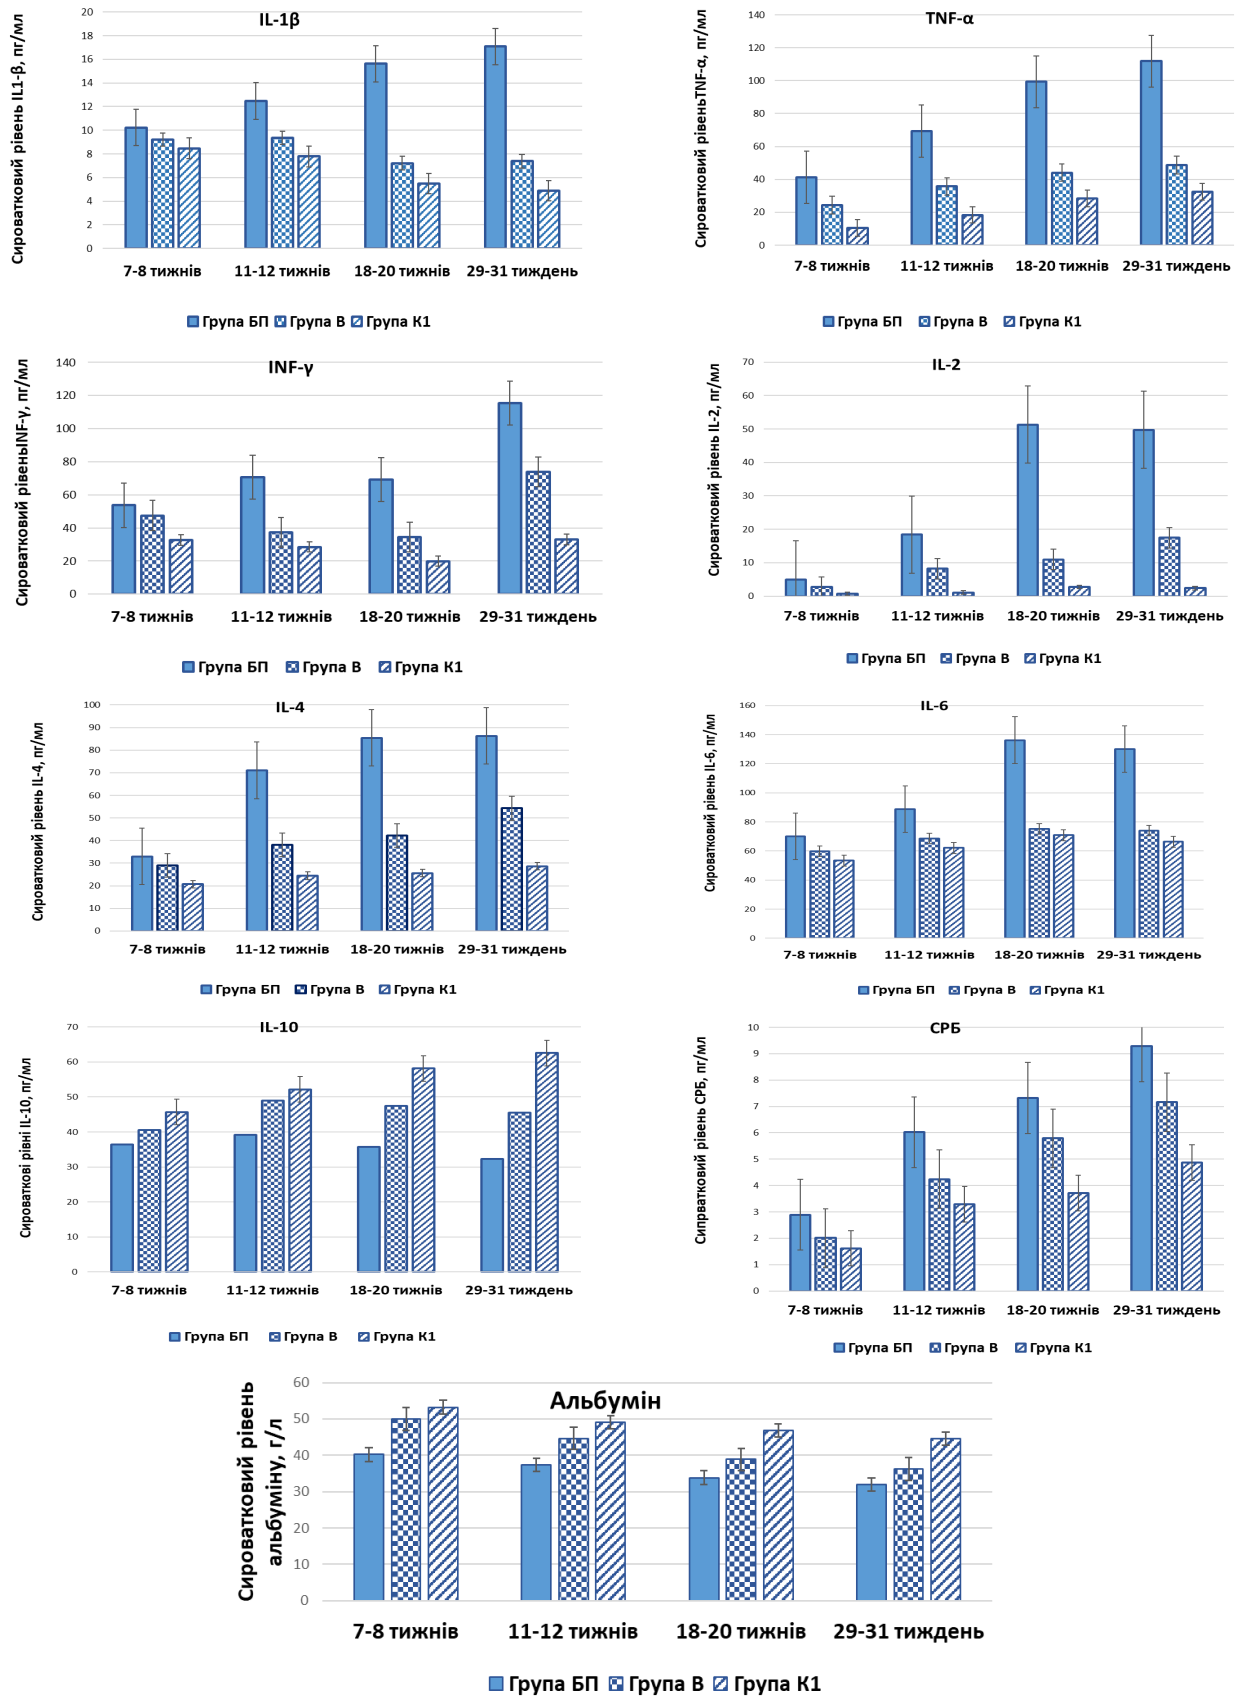 IL-1β
Сироватковий рівень IL1-β, пг/мл
20
18
16
14
12
10
8
6
4
2
0
7-8 тижнів 11-12 тижнів 18-20 тижнів 29-31 тиждень
Група БП Група В Група К1
TNF-α
Сироватковий рівеньTNF-α, пг/мл
140
120
100
80
60
40
20
0
7-8 тижнів 11-12 тижнів 18-20 тижнів 29-31 тиждень
Група БП Група В Група К1
INF-γ
Сироватковий рівеньINF-γ, пг/мл
140
120
100
80
60
40
20
0
7-8 тижнів 11-12 тижнів 18-20 тижнів 29-31 тиждень
Група БП Група В Група К1
IL-2
Сироватковий рівень IL-2, пг/мл
70
60
50
40
30
20
10
0
7-8 тижнів 11-12 тижнів 18-20 тижнів 29-31 тиждень
Група БП Група В Група К1
IL-4
Сироватковий рівень IL-4, пг/мл
100
90
80
70
60
50
40
30
20
10
0
7-8 тижнів 11-12 тижнів 18-20 тижнів 29-31 тиждень
Група БП Група В Група К1
IL-6
Сироватковий рівень IL-6, пг/мл
160
140
120
100
80
60
40
20
0
7-8 тижнів 11-12 тижнів 18-20 тижнів 29-31 тиждень
Група БП Група В Група К1
IL-10
Сироваткові рівні IL-10, пг/мл
70
60
50
40
30
20
10
0
7-8 тижнів 11-12 тижнів 18-20 тижнів 29-31 тиждень
Група БП Група В Група К1
СРБ
Сипрватковий рівень СРБ, пг/мл
10
9
8
7
6
5
4
3
2
1
0
7-8 тижнів 11-12 тижнів 18-20 тижнів 29-31 тиждень
Група БП Група В Група К1
Альбумін
Сироватковий рівень
альбуміну, г/л
60
50
40
30
20
10
0
7-8 тижнів 11-12 тижнів 18-20 тижнів 29-31 тиждень
Група БП Група В Група К1